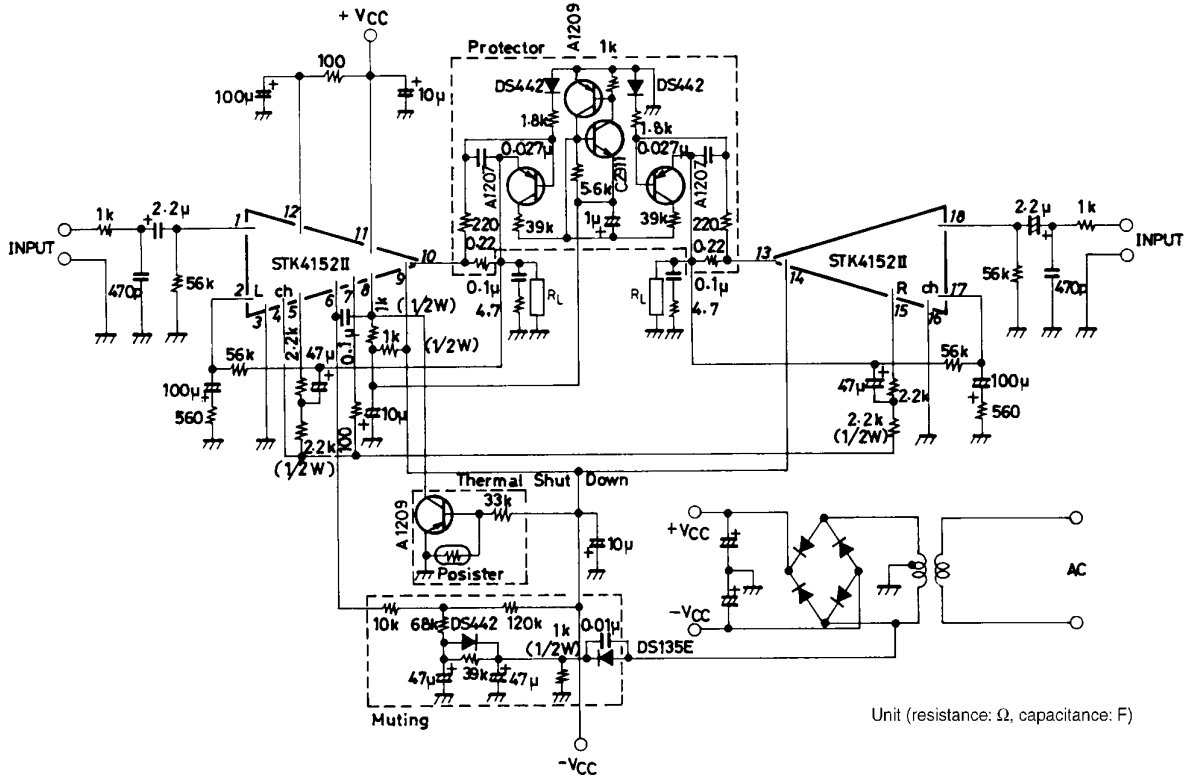 + VCC
A1209
1k
Protector
100
DS442
DS442
100μ
+
10μ
+
1.8k
1.8k
0.027μ
0.027μ
C2911
A1207
A1207
5.6k
1μ
+
39k
39k
220
220
0.22
0.22
1k
2.2μ
+
1
12
11
10
9
8
7
6
STK4152II
INPUT
470p
56k
2
L
ch
3
4
5
2.2k
1k
(1/2W)
0.1μ
4.7
RL
RL
0.1μ
4.7
13
14
STK4152II
18
2.2μ
+
1k
INPUT
56k
470p
R
ch
17
15
16
0.1μ
1k
(1/2W)
56k
47μ
+
100μ
+
560
10μ
+
2.2k
(1/2W)
100
47μ
+
2.2k
2.2k
(1/2W)
56k
100μ
+
560
Thermal Shut Down
A1209
33k
Posister
10μ
+
+VCC
+
+
−VCC
AC
10k
68k
DS442
120k
1k
(1/2W)
0.01μ
DS135E
47μ
+
39k
+
47μ
Muting
−VCC
Unit (resistance: Ω, capacitance: F)